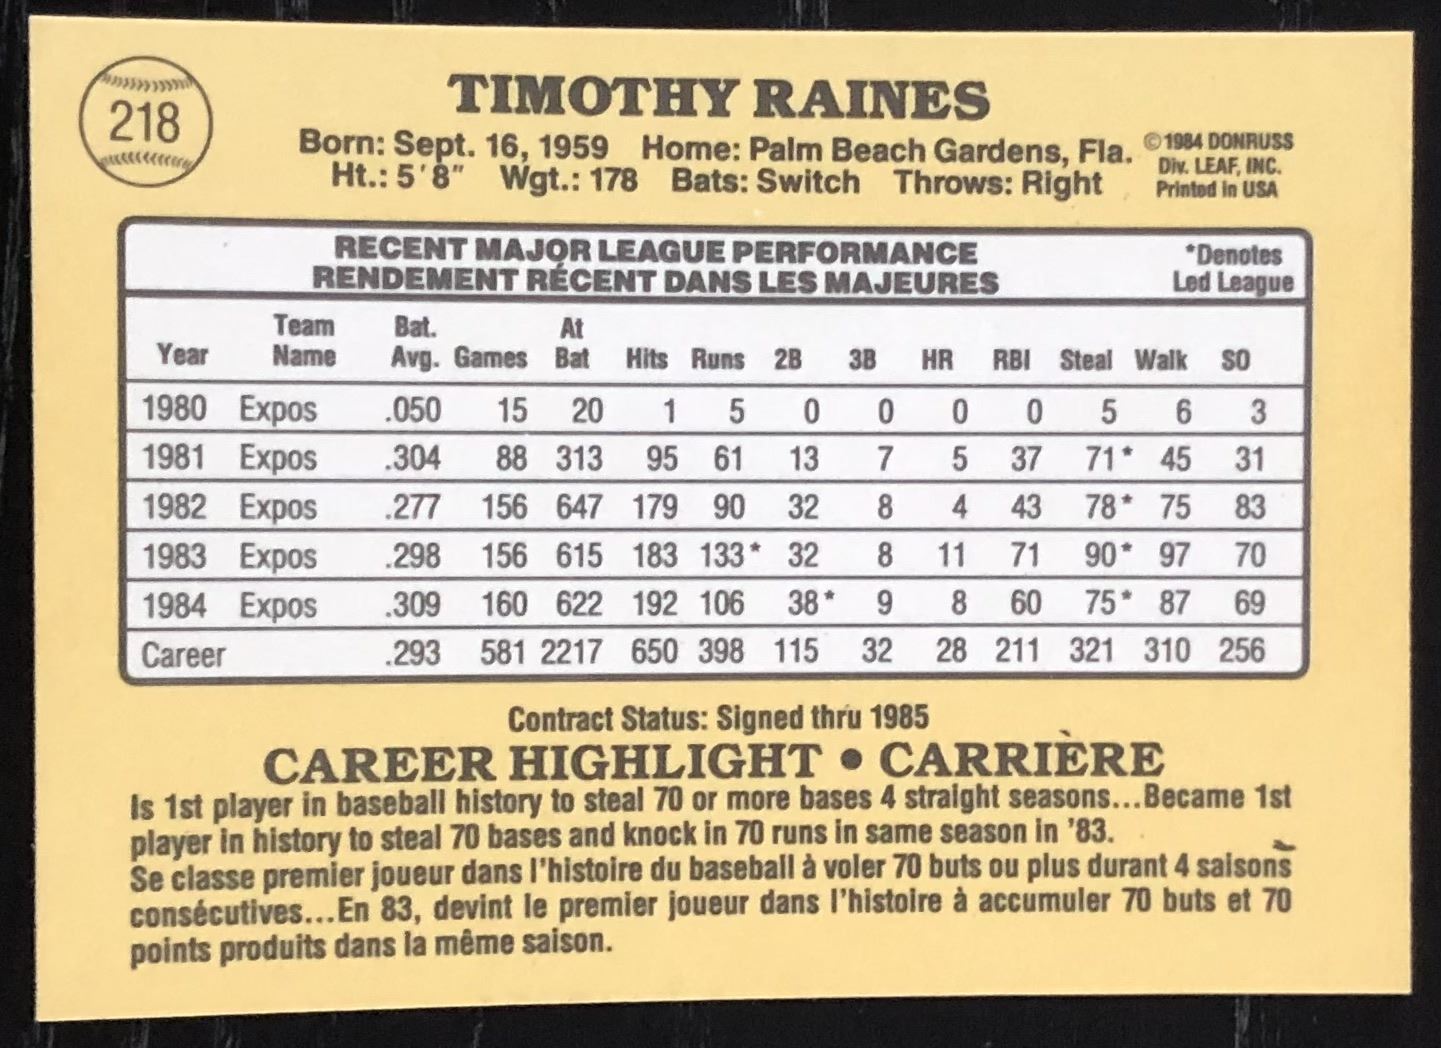 218
TIMOTHY RAINES
Born: Sept. 16, 1959 Home: Palm Beach Gardens, Fla.
Ht.: 5'8" Wgt.: 178 Bats: Switch Throws: Right
©1984 DONRUSS
Div. LEAF, INC.
Printed in USA
RECENT MAJOR LEAGUE PERFORMANCE
RENDEMENT RÉCENT DANS LES MAJEURES
*Denotes
Led League
Year Team Name Bat. Avg. Games At Bat Hits Runs 2B 3B HR RBI Steal Walk SO
1980 Expos .050 15 20 1 5 0 0 0 0 5 6 3
1981 Expos .304 88 313 95 61 13 7 5 37 71* 45 31
1982 Expos .277 156 647 179 90 32 8 4 43 78* 75 83
1983 Expos .298 156 615 183 133* 32 8 11 71 90* 97 70
1984 Expos .309 160 622 192 106 38* 9 8 60 75* 87 69
Career .293 581 2217 650 398 115 32 28 211 321 310 256
Contract Status: Signed thru 1985
CAREER HIGHLIGHT • CARRIÈRE
Is 1st player in baseball history to steal 70 or more bases 4 straight seasons...Became 1st
player in history to steal 70 bases and knock in 70 runs in same season in '83.
Se classe premier joueur dans l'histoire du baseball à voler 70 buts ou plus durant 4 saisons
consécutives...En 83, devint le premier joueur dans l'histoire à accumuler 70 buts et 70
points produits dans la même saison.